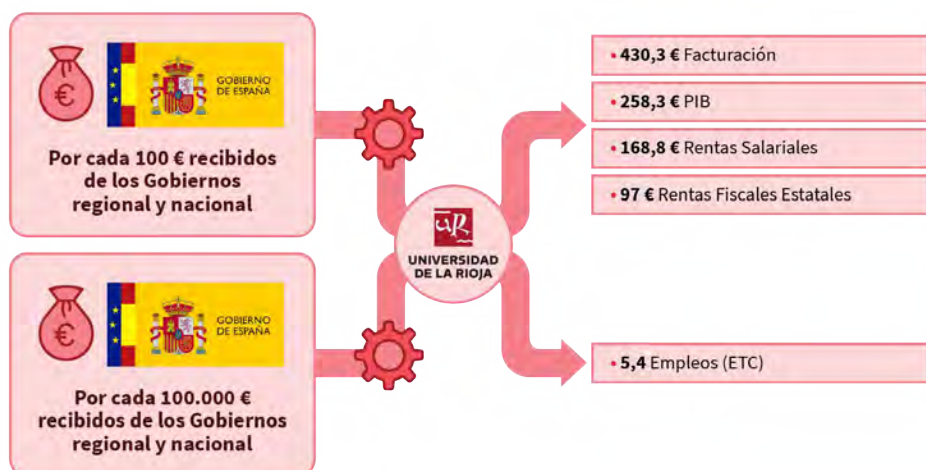 €
GOBIERNO
DE ESPAÑA
Por cada 100 € recibidos
de los Gobiernos
regional y nacional
€
GOBIERNO
DE ESPAÑA
Por cada 100.000 €
recibidos de los Gobiernos
regional y nacional
UR
UNIVERSIDAD
DE LA RIOJA
• 430,3 € Facturación
• 258,3 € PIB
• 168,8 € Rentas Salariales
• 97 € Rentas Fiscales Estatales
• 5,4 Empleos (ETC)